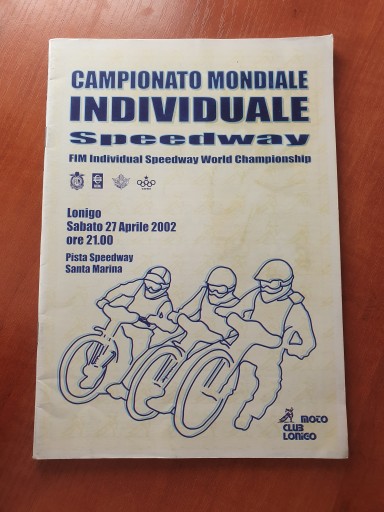 CAMPIONATO MONDIALE
INDIVIDUALE
Speedway
FIM Individual Speedway World Championship
Lonigo
Sabato 27 Aprile 2002
ore 21.00
Pista Speedway
Santa Marina
MOTO
CLUB
LONIGO